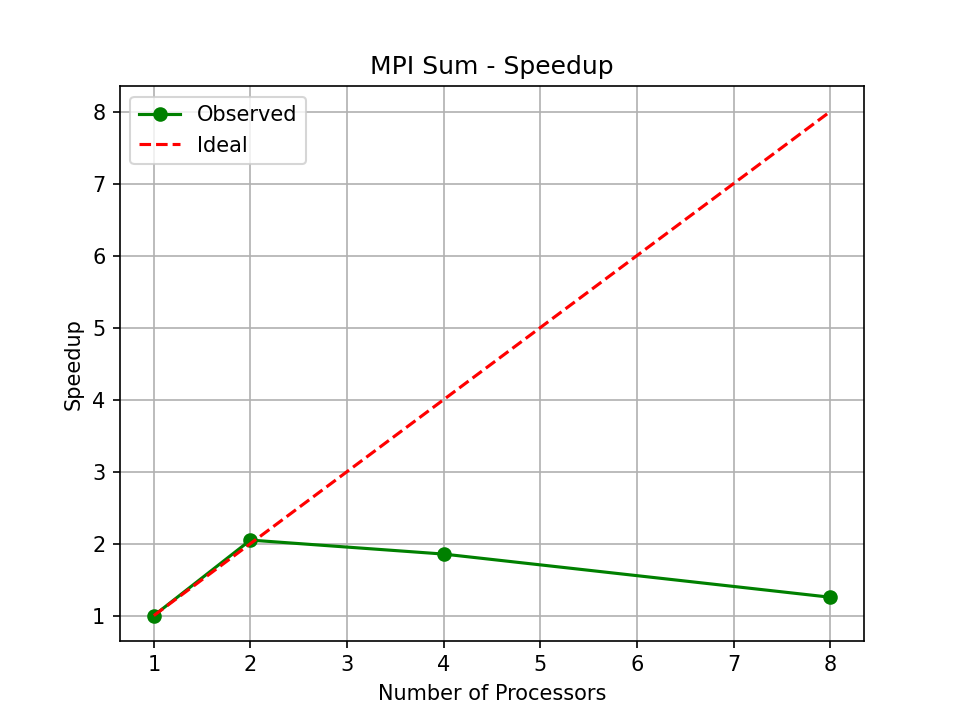 MPI Sum - Speedup
Observed
Ideal
8
7
6
5
4
3
2
1
Speedup
1 2 3 4 5 6 7 8
Number of Processors